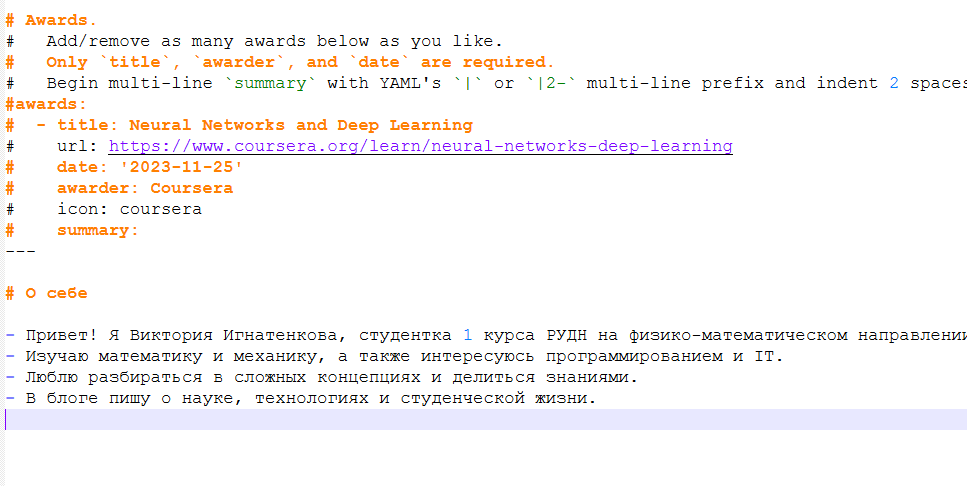 # Awards.
#   Add/remove as many awards below as you like.
#   Only `title`, `awarder`, and `date` are required.
#   Begin multi-line `summary` with YAML's `|` or `|2-` multi-line prefix and indent 2 spaces
#awards:
#  - title: Neural Networks and Deep Learning
#    url: https://www.coursera.org/learn/neural-networks-deep-learning
#    date: '2023-11-25'
#    awarder: Coursera
#    icon: coursera
#    summary:
---
# О себе
- Привет! Я Виктория Игнатенкова, студентка 1 курса РУДН на физико-математическом направлении
- Изучаю математику и механику, а также интересуюсь программированием и IT.
- Люблю разбираться в сложных концепциях и делиться знаниями.
- В блоге пишу о науке, технологиях и студенческой жизни.